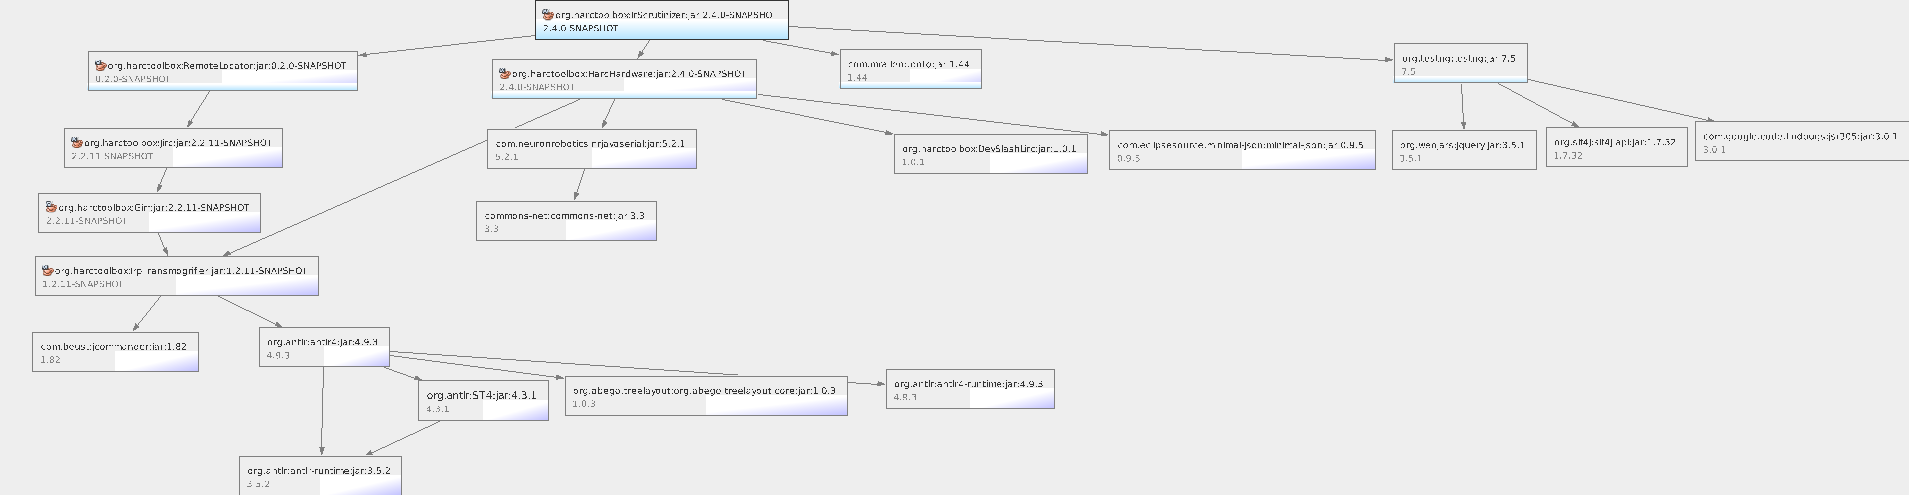 org.harctoolbox:IrScrutinizer:jar:2.4.0-SNAPSHOT
2.4.0-SNAPSHOT
org.harctoolbox:RemoteLocator:jar:0.2.0-SNAPSHOT
0.2.0-SNAPSHOT
org.harctoolbox:HarcHardware:jar:2.4.0-SNAPSHOT
2.4.0-SNAPSHOT
1.44
org.testng:testng:jar:7.5
7.5
org.harctoolbox:Jirc:jar:2.2.11-SNAPSHOT
2.2.11-SNAPSHOT
com.neuronrobotics:nrjavaserial:jar:5.2.1
5.2.1
org.harctoolbox:DevSlashLirc:jar:1.0.1
1.0.1
com.eclipsesource.minimal-json:minimal-json:jar:0.9.5
0.9.5
org.webjars:jquery:jar:3.5.1
3.5.1
org.slf4j:slf4j-api:jar:1.7.32
1.7.32
com.google.code.findbugs:jsr305:jar:3.0.1
3.0.1
org.harctoolbox:Girr:jar:2.2.11-SNAPSHOT
2.2.11-SNAPSHOT
commons-net:commons-net:jar:3.3
3.3
org.harctoolbox:IrpTransmogrifier:jar:1.2.11-SNAPSHOT
1.2.11-SNAPSHOT
com.beust:jcommander:jar:1.82
1.82
org.antlr:antlr4:jar:4.9.3
4.9.3
org.antlr:ST4:jar:4.3.1
4.3.1
org.abego.treelayout:org.abego.treelayout.core:jar:1.0.3
1.0.3
org.antlr:antlr4-runtime:jar:4.9.3
4.9.3
org.antlr:antlr-runtime:jar:3.5.2
3.5.2